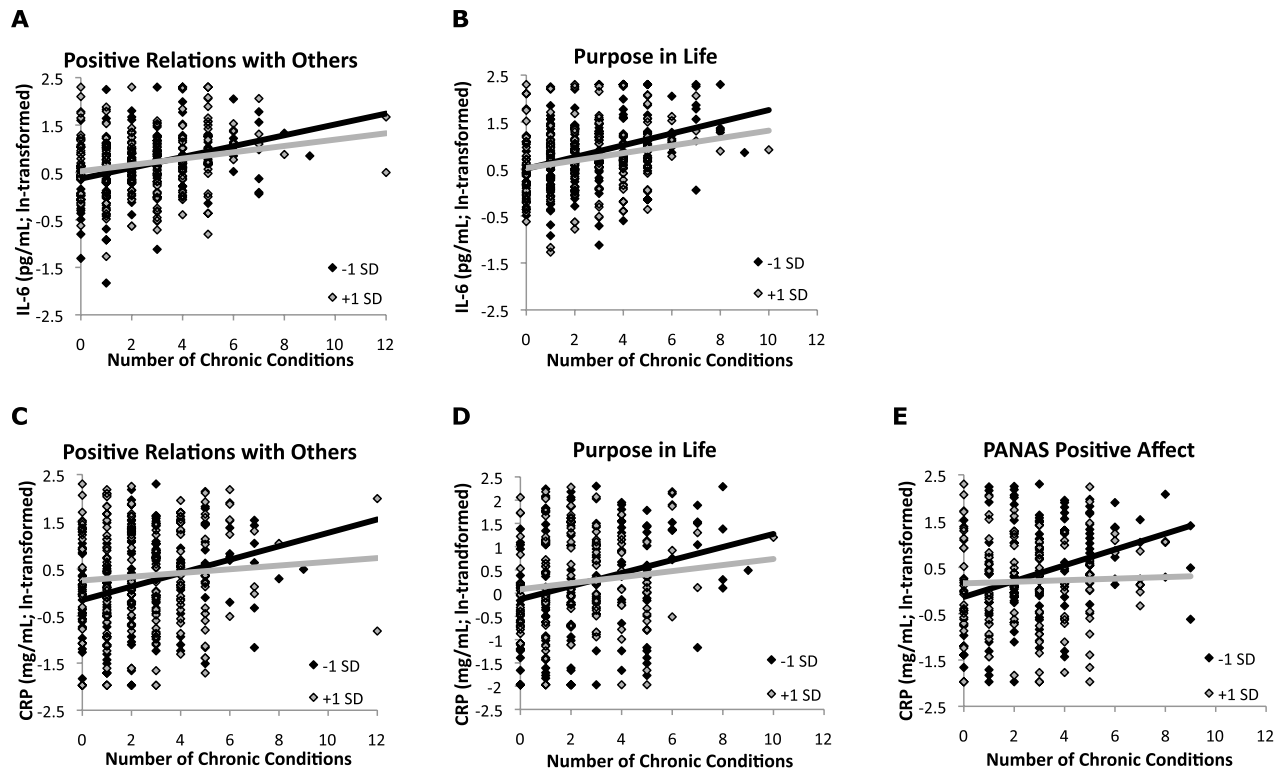 A
Positive Relations with Others
IL-6 (pg/mL; ln-transformed)
2.5
1.5
0.5
-0.5
-1.5
-2.5
-1 SD
+1 SD
0 2 4 6 8 10 12
Number of Chronic Conditions
B
Purpose in Life
IL-6 (pg/mL; ln-transformed)
2.5
1.5
0.5
-0.5
-1.5
-2.5
-1 SD
+1 SD
0 2 4 6 8 10 12
Number of Chronic Conditions
C
Positive Relations with Others
CRP (mg/mL; ln-transformed)
2.5
1.5
0.5
-0.5
-1.5
-2.5
-1 SD
+1 SD
0 2 4 6 8 10 12
Number of Chronic Conditions
D
Purpose in Life
CRP (mg/mL; ln-trandformed)
2.5
2
1.5
1
0.5
0
-0.5
-1
-1.5
-2
-2.5
-1 SD
+1 SD
0 2 4 6 8 10 12
Number of Chronic Conditions
E
PANAS Positive Affect
CRP (mg/mL; ln-transformed)
2.5
1.5
0.5
-0.5
-1.5
-2.5
-1 SD
+1 SD
0 2 4 6 8 10 12
Number of Chronic Conditions